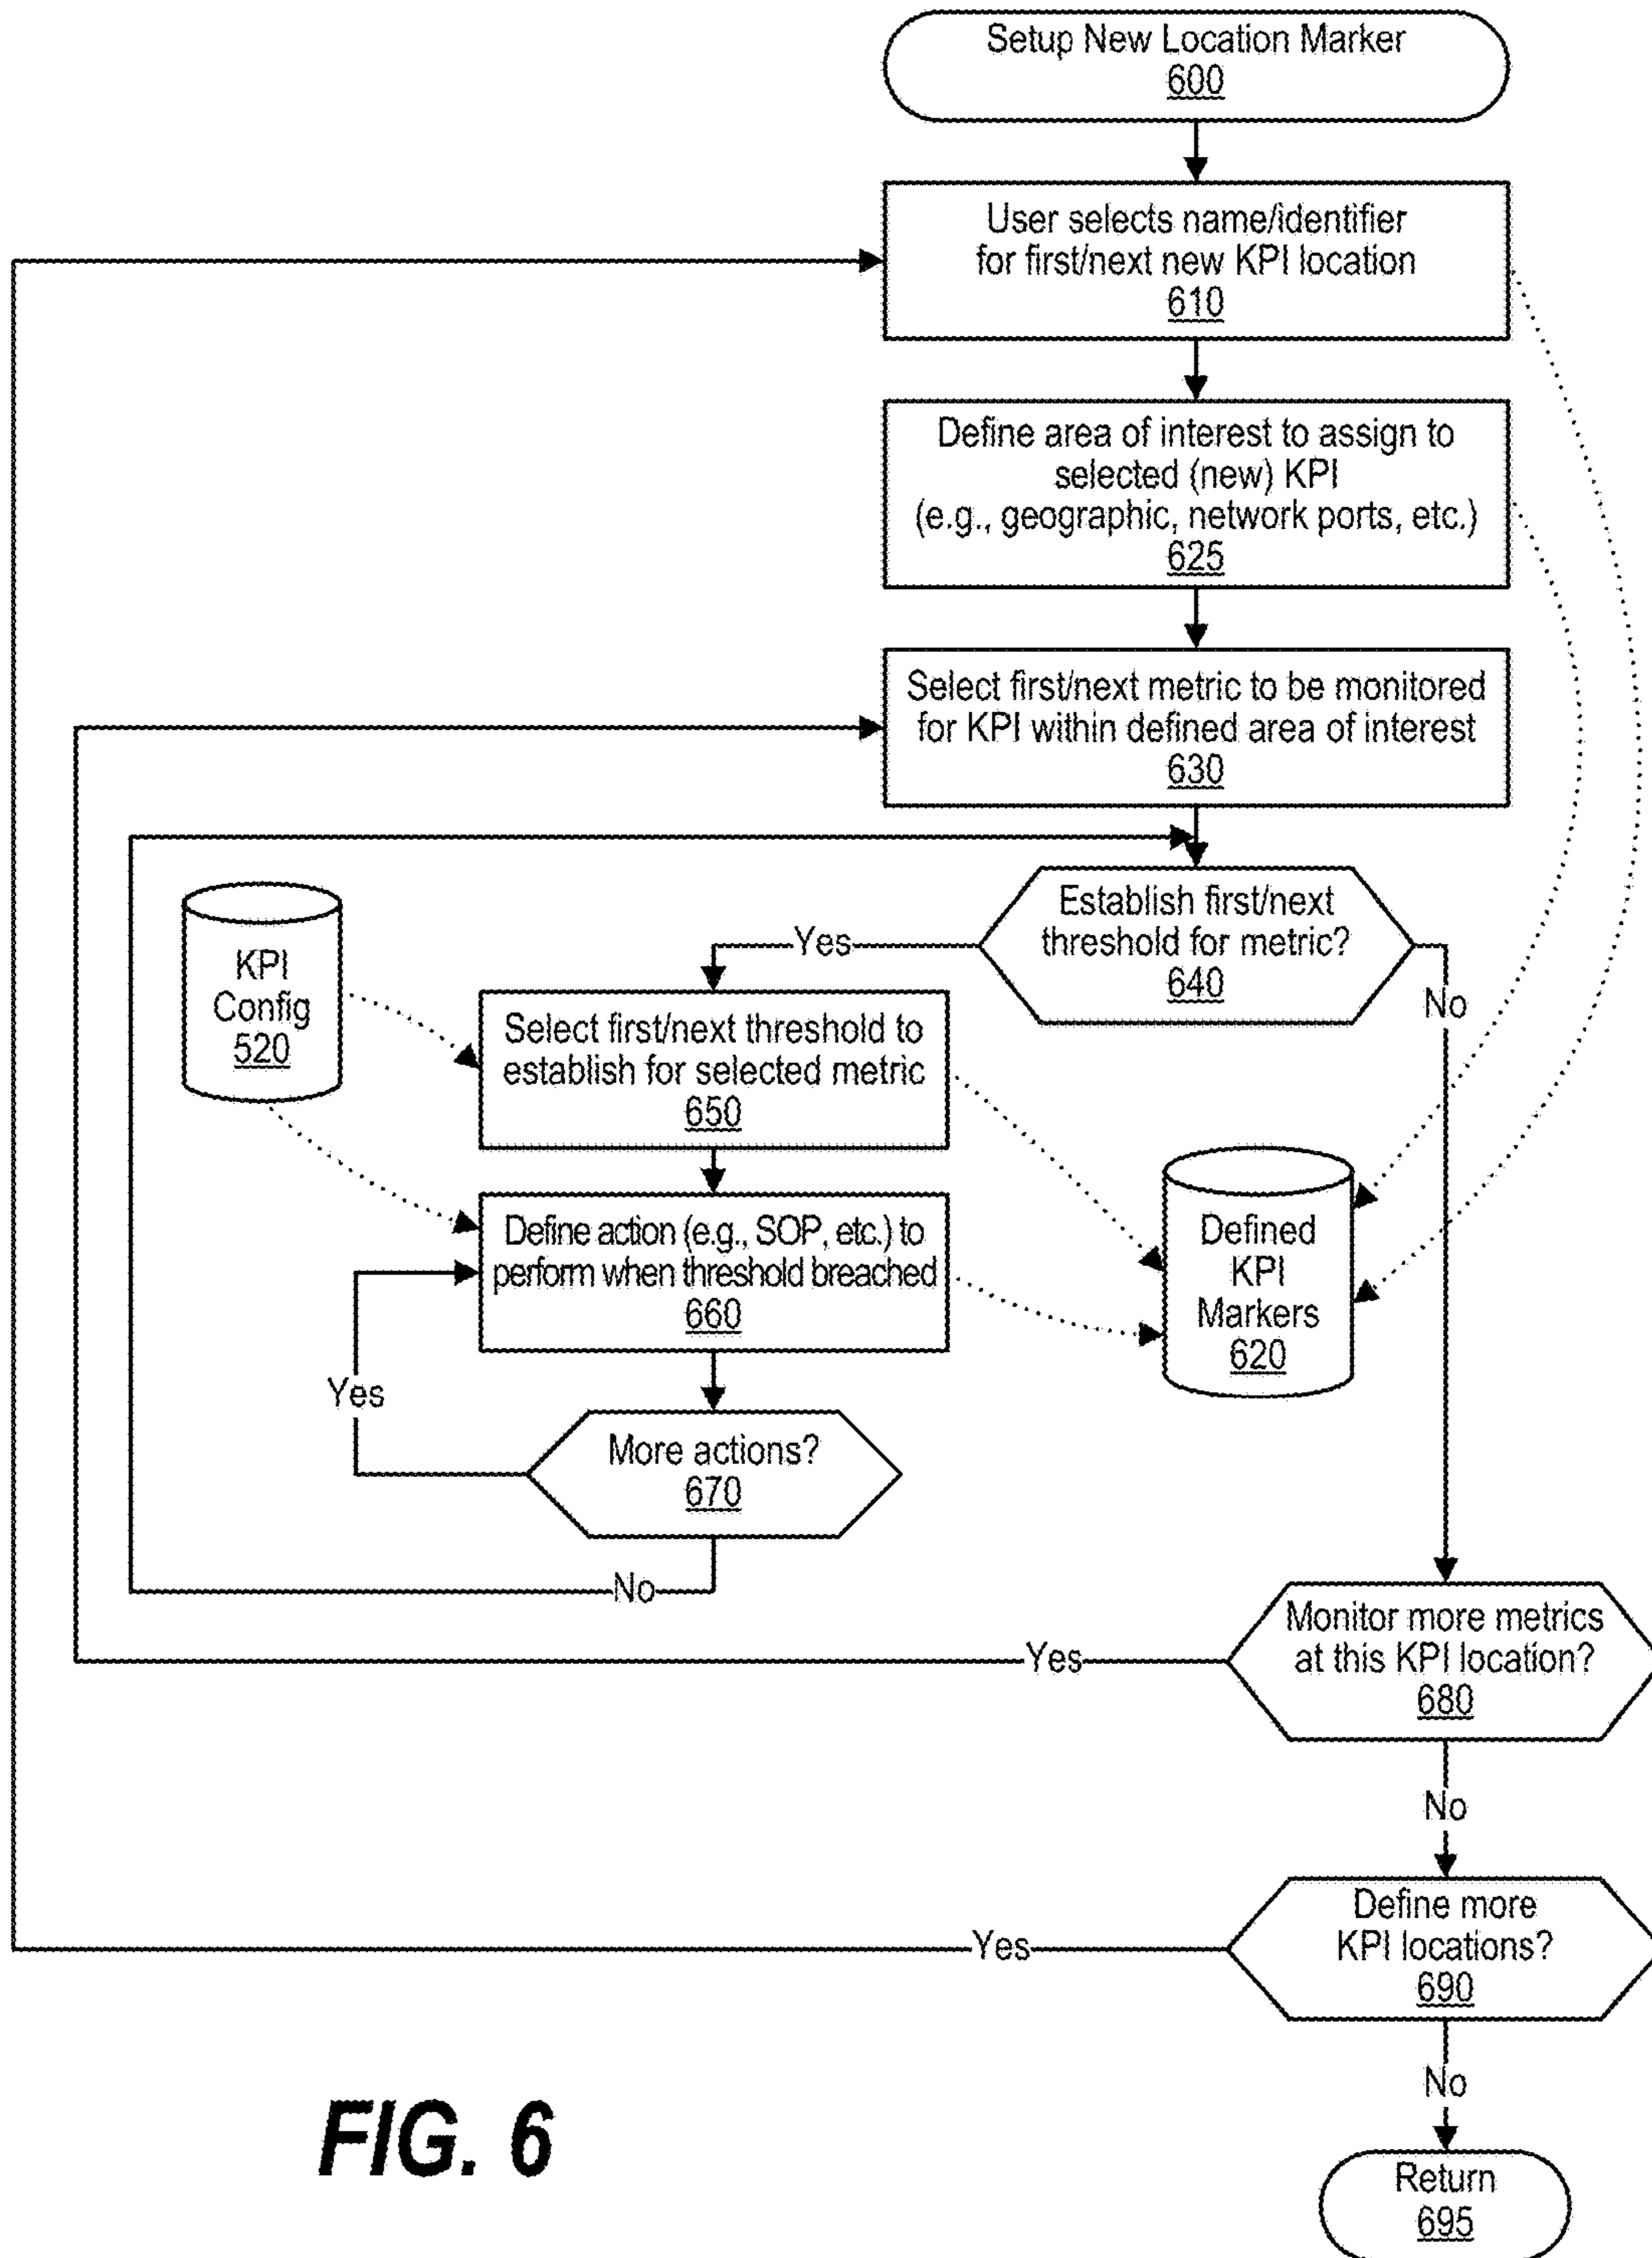 Setup New Location Marker
600
User selects name/identifier
for first/next new KPI location
610
Define area of interest to assign to
selected (new) KPI
(e.g., geographic, network ports, etc.)
625
Select first/next metric to be monitored
for KPI within defined area of interest
630
Establish first/next
threshold for metric?
640
Yes
No
KPI
Config
520
Select first/next threshold to
establish for selected metric
650
Define action (e.g., SOP, etc.) to
perform when threshold breached
660
Defined
KPI
Markers
620
Yes
More actions?
670
No
Monitor more metrics
at this KPI location?
680
Yes
No
Define more
KPI locations?
690
Yes
No
Return
695
FIG. 6